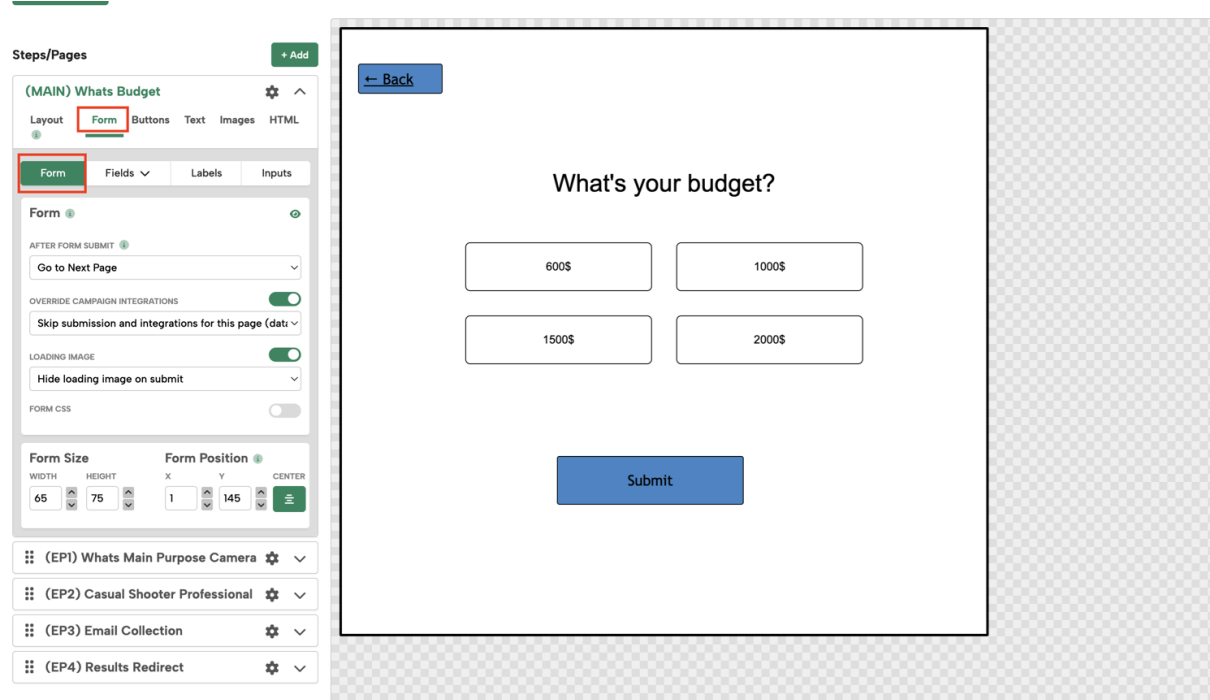 Steps/Pages
+ Add
(MAIN) Whats Budget
Layout Form Buttons Text Images HTML
Form Fields Labels Inputs
Form
AFTER FORM SUBMIT
Go to Next Page
OVERRIDE CAMPAIGN INTEGRATIONS
Skip submission and integrations for this page (data
LOADING IMAGE
Hide loading image on submit
FORM CSS
Form Size Form Position
WIDTH HEIGHT X Y CENTER
65 75 1 145
(EP1) Whats Main Purpose Camera
(EP2) Casual Shooter Professional
(EP3) Email Collection
(EP4) Results Redirect
← Back
What's your budget?
600$ 1000$
1500$ 2000$
Submit